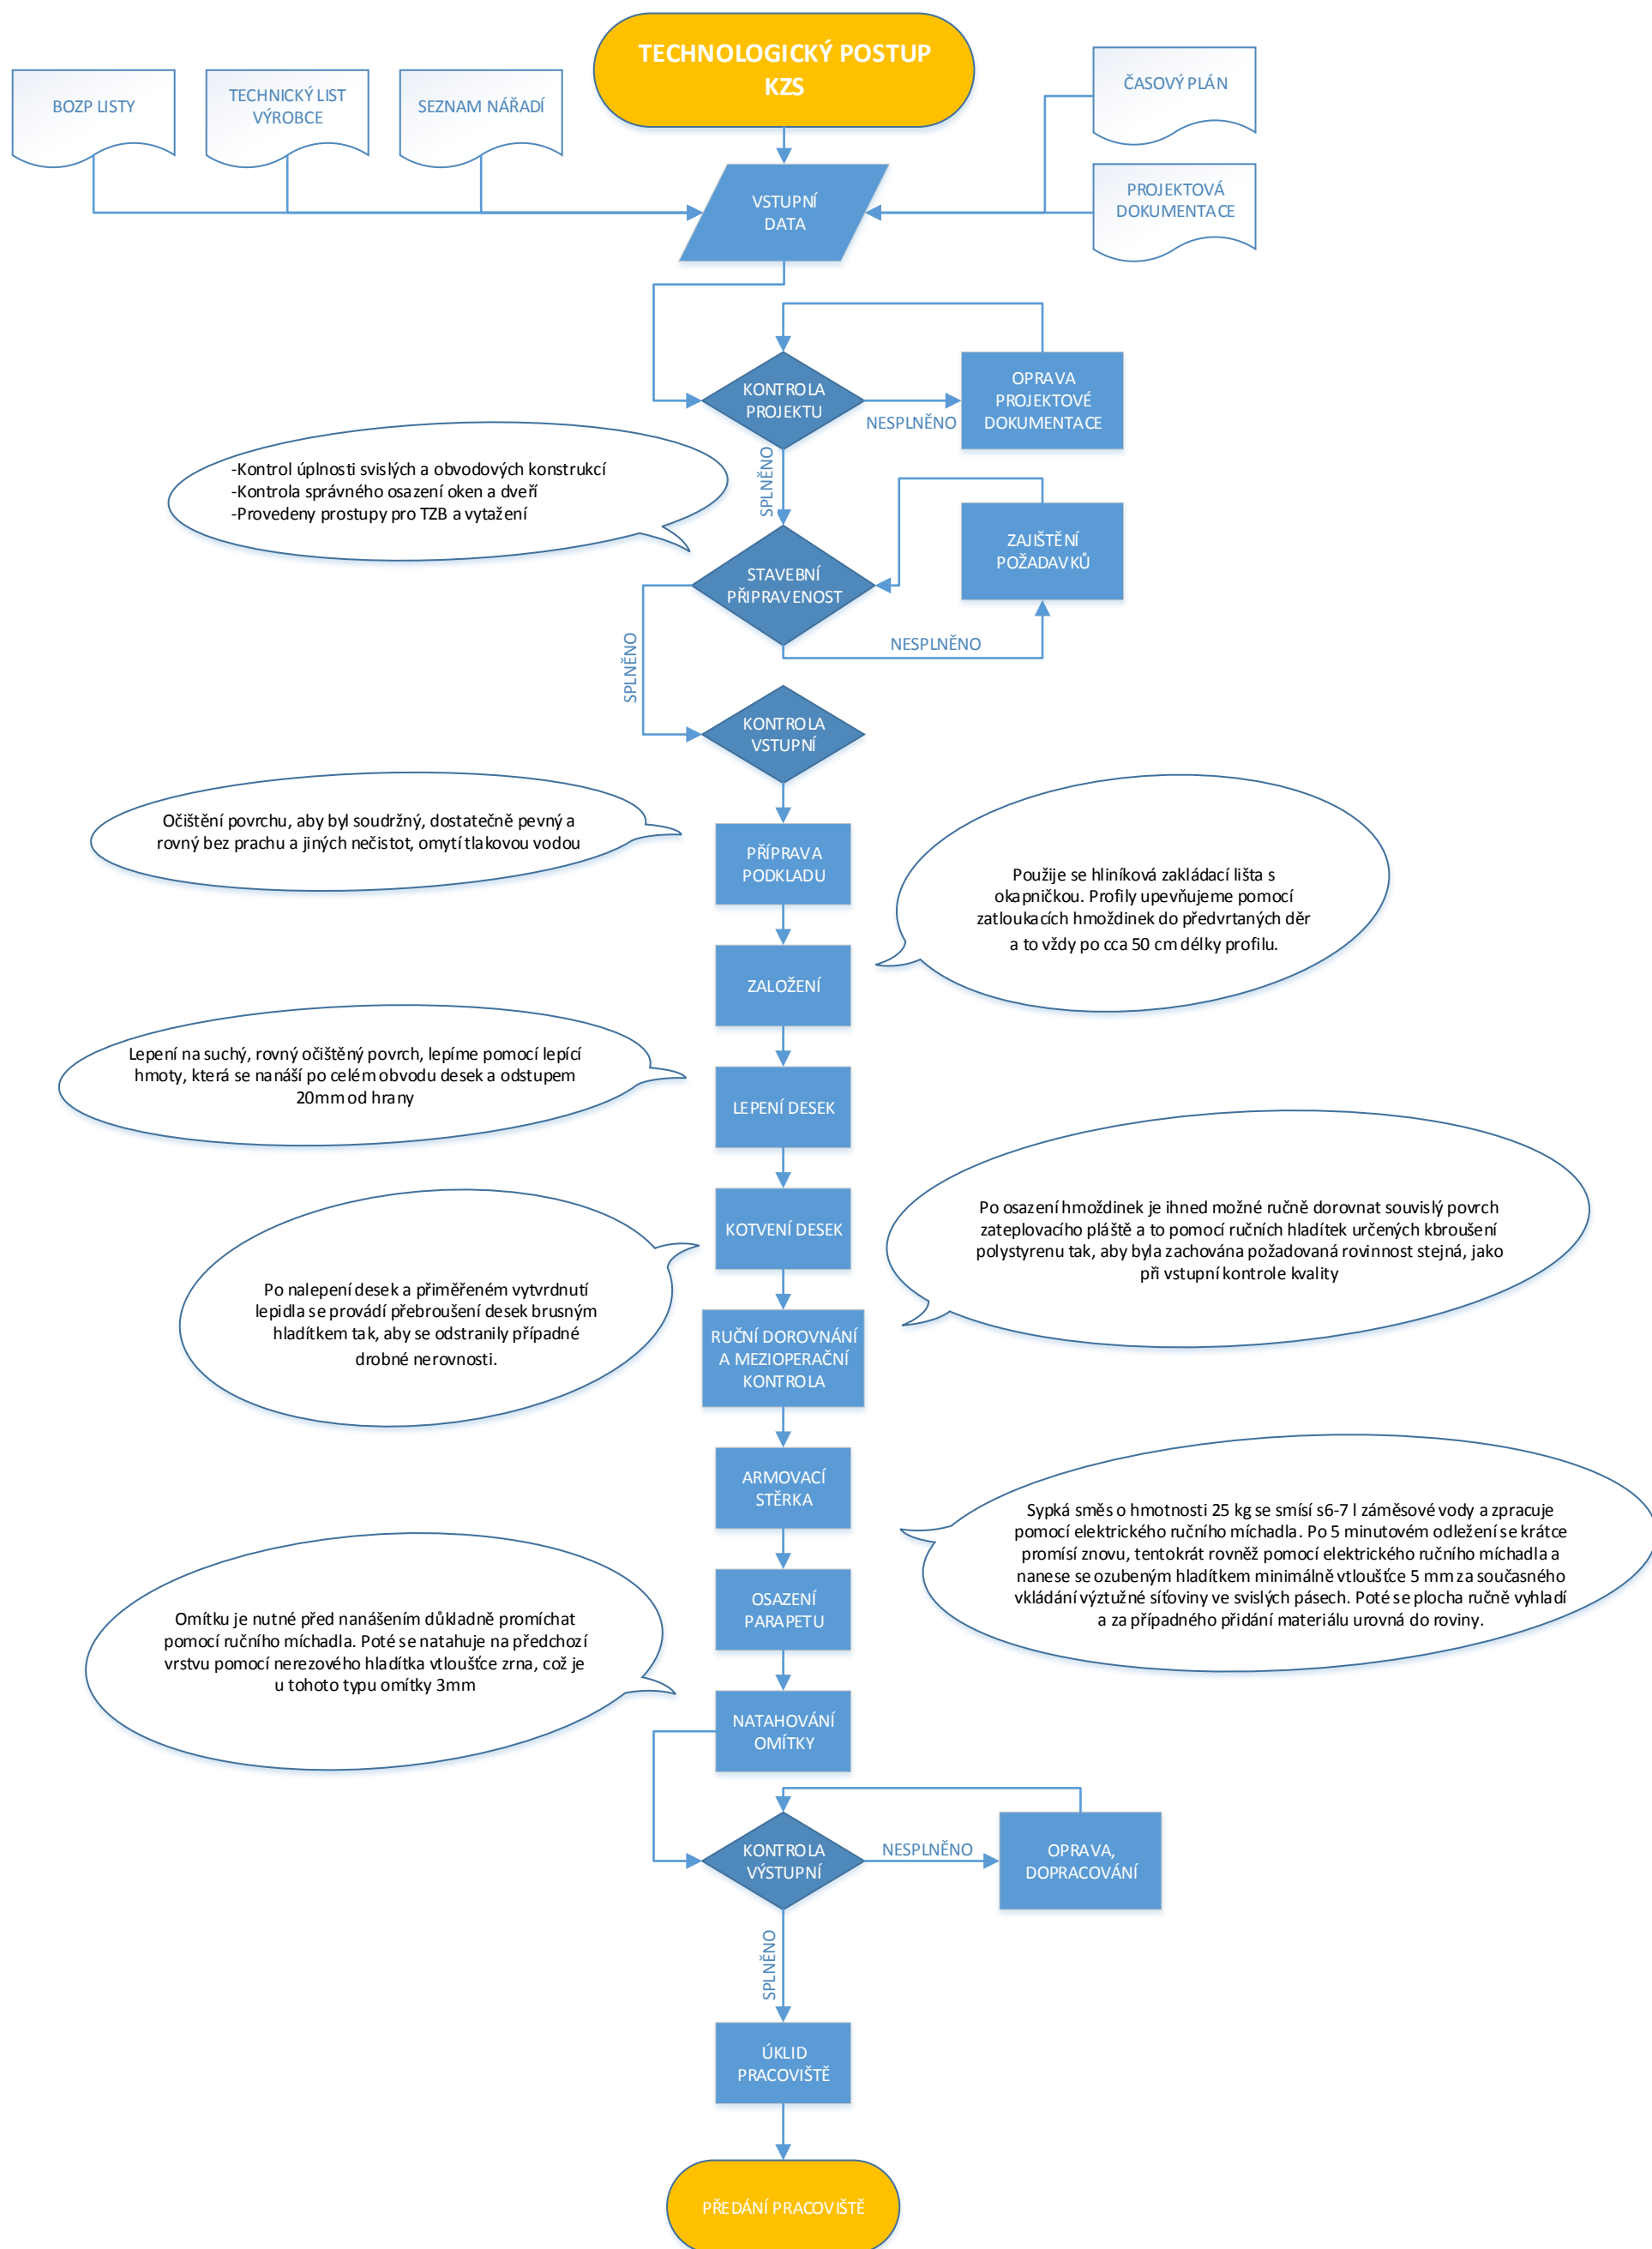 TECHNOLOGICKÝ POSTUP
KZS
BOZP LISTY
TECHNICKÝ LIST
VÝROBCE
SEZNAM NÁŘADÍ
ČASOVÝ PLÁN
PROJEKTOVÁ
DOKUMENTACE
VSTUPNÍ
DATA
KONTROLA
PROJEKTU
NESPLNĚNO
OPRAVA
PROJEKTOVÉ
DOKUMENTACE
SPLNĚNO
-Kontrol úplnosti svislých a obvodových konstrukcí
-Kontrola správného osazení oken a dveří
-Provedeny prostupy pro TZB a vytažení
STAVEBNÍ
PŘIPRAVENOST
ZAJIŠTĚNÍ
POŽADAVKŮ
NESPLNĚNO
SPLNĚNO
KONTROLA
VSTUPNÍ
Očištění povrchu, aby byl soudržný, dostatečně pevný a
rovný bez prachu a jiných nečistot, omytí tlakovou vodou
PŘÍPRAVA
PODKLADU
Použije se hliníková zakládací lišta s
okapničkou. Profily upevňujeme pomocí
zatloukacích hmoždinek do předvrtaných děr
a to vždy po cca 50 cm délky profilu.
ZALOŽENÍ
Lepení na suchý, rovný očištěný povrch, lepíme pomocí lepící
hmoty, která se nanáší po celém obvodu desek a odstupem
20mm od hrany
LEPENÍ DESEK
KOTVENÍ DESEK
Po osazení hmoždinek je ihned možné ručně dorovnat souvislý povrch
zateplovacího pláště a to pomocí ručních hladítek určených kbroušení
polystyrenu tak, aby byla zachována požadovaná rovinnost stejná, jako
při vstupní kontrole kvality
Po nalepení desek a přiměřeném vytvrdnutí
lepidla se provádí přebroušení desek brusným
hladítkem tak, aby se odstranily případné
drobné nerovnosti.
RUČNÍ DOROVNÁNÍ
A MEZIOPERAČNÍ
KONTROLA
ARMOVACÍ
STĚRKA
Sypká směs o hmotnosti 25 kg se smísí s6-7 l záměsové vody a zpracuje
pomocí elektrického ručního míchadla. Po 5 minutovém odležení se krátce
promísí znovu, tentokrát rovněž pomocí elektrického ručního míchadla a
nanese se ozubeným hladítkem minimálně vtloušťce 5 mm za současného
vkládání výztužné síťoviny ve svislých pásech. Poté se plocha ručně vyhladí
a za případného přidání materiálu urovná do roviny.
OSAZENÍ
PARAPETU
Omítku je nutné před nanášením důkladně promíchat
pomocí ručního míchadla. Poté se natahuje na předchozí
vrstvu pomocí nerezového hladítka vtloušťce zrna, což je
u tohoto typu omítky 3mm
NATAHOVÁNÍ
OMÍTKY
KONTROLA
VÝSTUPNÍ
NESPLNĚNO
OPRAVA,
DOPRACOVÁNÍ
SPLNĚNO
ÚKLID
PRACOVIŠTĚ
PŘEDÁNÍ PRACOVIŠTĚ